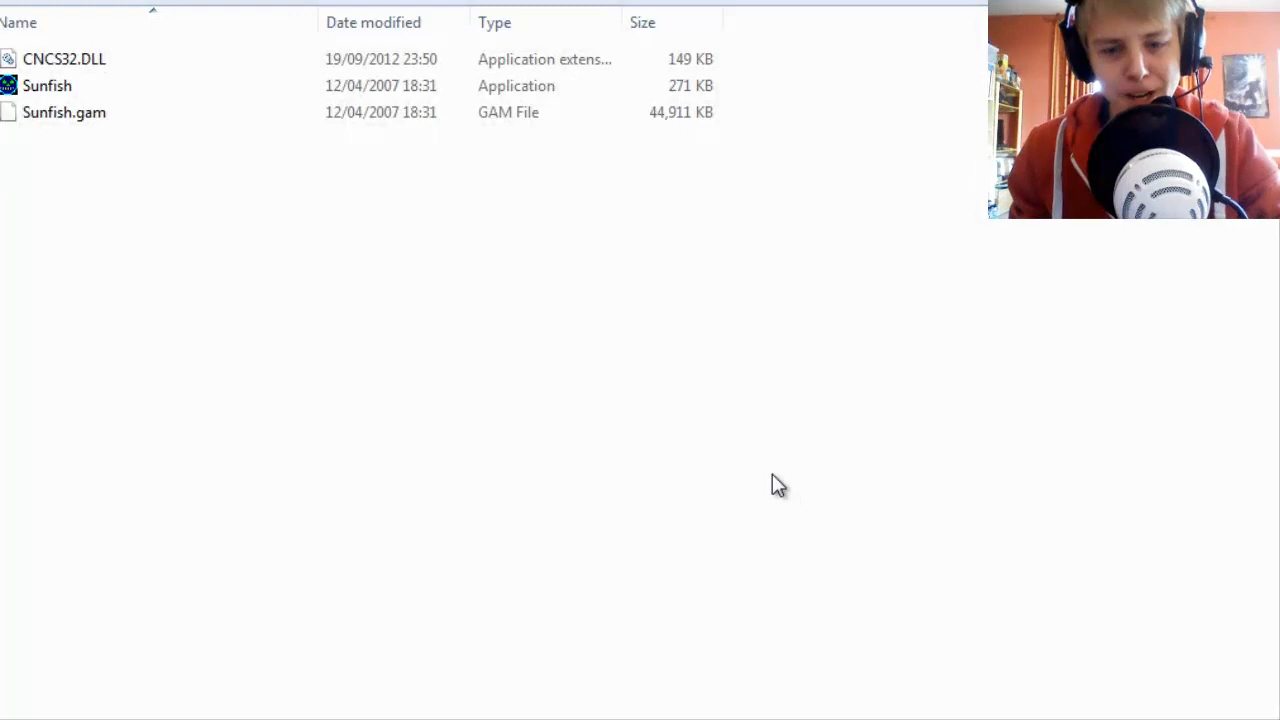 Name Date modified Type Size
CNCS32.DLL 19/09/2012 23:50 Application extens... 149 KB
Sunfish 12/04/2007 18:31 Application 271 KB
Sunfish.gam 12/04/2007 18:31 GAM File 44,911 KB